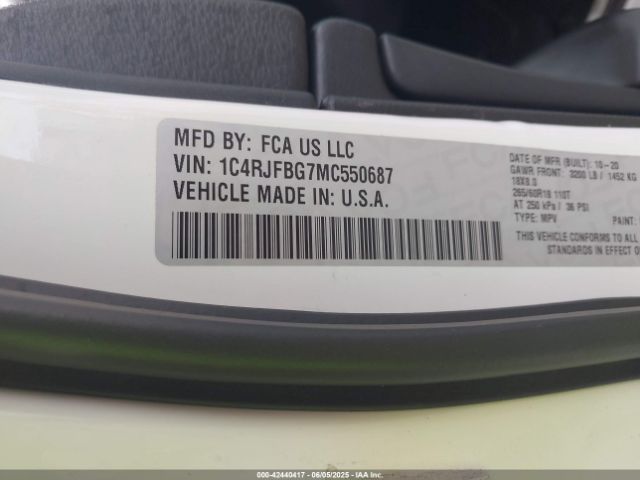 MFD BY: FCA US LLC
VIN: 1C4RJFBG7MC550687
VEHICLE MADE IN: U.S.A.
DATE OF MFR (BUILT): 10-20
GAWR FRONT: 3200 LB / 1452 KG
18X8.0
265/60R18 110T
AT 250 kPa / 36 PSI
TYPE: MPV PAINT:
THIS VEHICLE CONFORMS TO ALL
STANDARDS IN EFFECT O
00-42440417 - 06/05/2025 - IAA Inc.